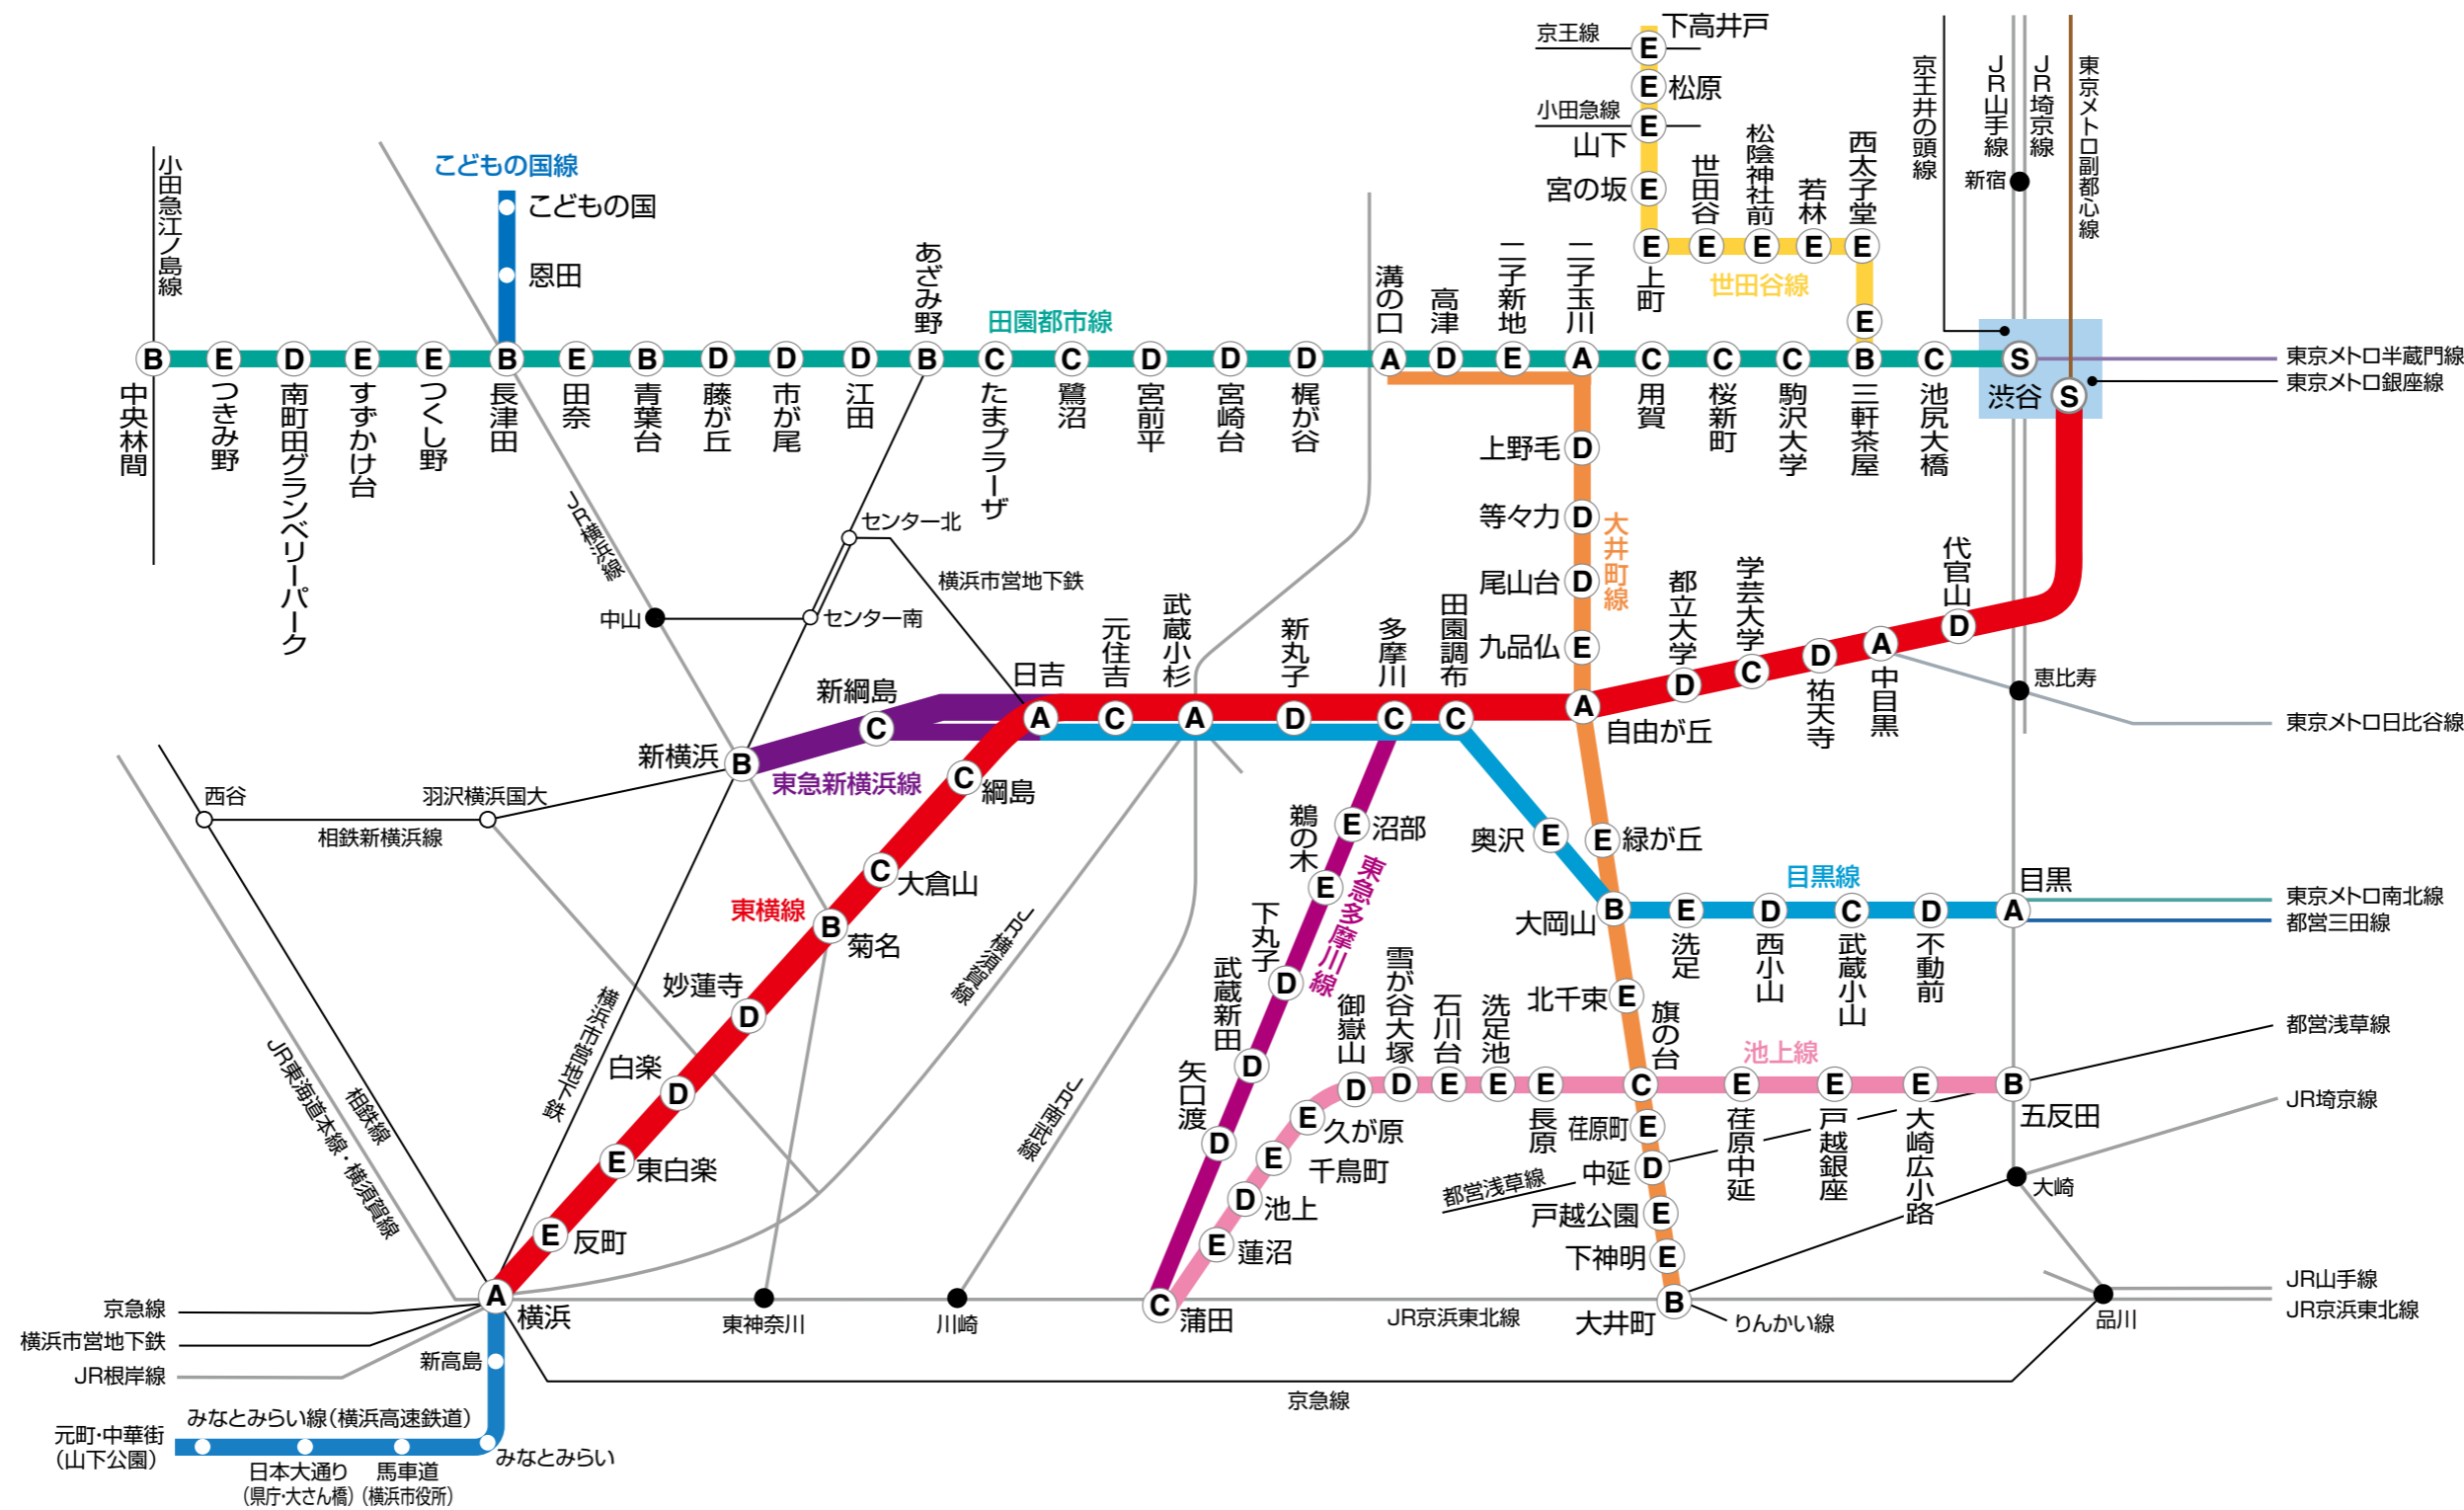 下高井戸
京王線
E
E 松原
小田急線
E
山下
宮の坂 E
世田谷
松陰神社前
若林
西太子堂
E E E E E
上町
世田谷線
E
京王井の頭線
JR山手線
JR埼京線
東京メトロ副都心線
新宿
小田急江ノ島線
こどもの国線
こどもの国
恩田
あざみ野
田園都市線
溝の口
高津
二子新地
二子玉川
B E D E E B E B D D D B C C D D D A D E A C C C B C S
東京メトロ半蔵門線
東京メトロ銀座線
渋谷
S
中央林間
つきみ野
南町田グランベリーパーク
すずかけ台
つくし野
長津田
田奈
青葉台
藤が丘
市が尾
江田
たまプラーザ
鷺沼
宮前平
宮崎台
梶が谷
用賀
桜新町
駒沢大学
三軒茶屋
池尻大橋
上野毛 D
等々力 D
尾山台 D
九品仏 E
大井町線
JR横浜線
センター北
横浜市営地下鉄
中山
センター南
日吉
元住吉
武蔵小杉
新丸子
多摩川
田園調布
都立大学
学芸大学
代官山
祐天寺
中目黒
自由が丘
A C A D C C A D C D A D
恵比寿
東京メトロ日比谷線
新綱島
C
新横浜 B
東急新横浜線
C 綱島
C 大倉山
東横線
B 菊名
妙蓮寺
D
白楽
D
E 東白楽
E 反町
A
横浜
西谷
羽沢横浜国大
相鉄新横浜線
鵜の木
E 沼部
E
東急多摩川線
下丸子
D
武蔵新田
D
矢口渡
D
C 蒲田
奥沢 E
E 緑が丘
目黒線
目黒
大岡山 B E D C D A
洗足
西小山
武蔵小山
不動前
東京メトロ南北線
都営三田線
北千束 E
旗の台
御嶽山
雪が谷大塚
石川台
洗足池
池上線
都営浅草線
D D E E E C E E E B
長原
荏原中延
戸越銀座
大崎広小路
五反田
E 久が原
E 千鳥町
D 池上
E 蓮沼
荏原町 E
中延 D
都営浅草線
戸越公園 E
下神明 E
大井町 B
りんかい線
JR埼京線
大崎
JR横須賀線
JR南武線
横浜市営地下鉄
相鉄線
JR東海道本線・横須賀線
京急線
横浜市営地下鉄
JR根岸線
東神奈川
川崎
JR京浜東北線
品川
JR山手線
JR京浜東北線
京急線
新高島
みなとみらい線(横浜高速鉄道)
元町・中華街
(山下公園)
みなとみらい
日本大通り
(県庁・大さん橋)
馬車道
(横浜市役所)